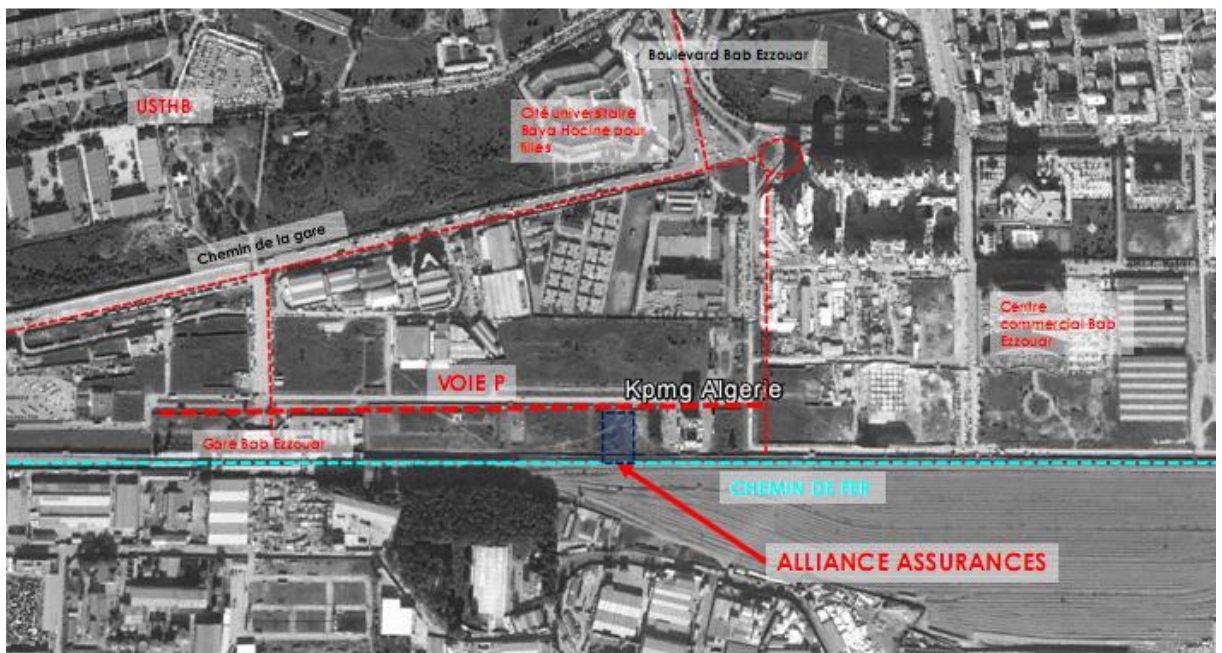 Boulevard Bab Ezzouar
USTHB
Cité universitaire
Baya Hocine pour
filles
Chemin de la gare
Centre
commercial Bab
Ezzouar
VOIE P
Kpmg Algerie
Gare Bab Ezzouar
CHEMIN DE FER
ALLIANCE ASSURANCES